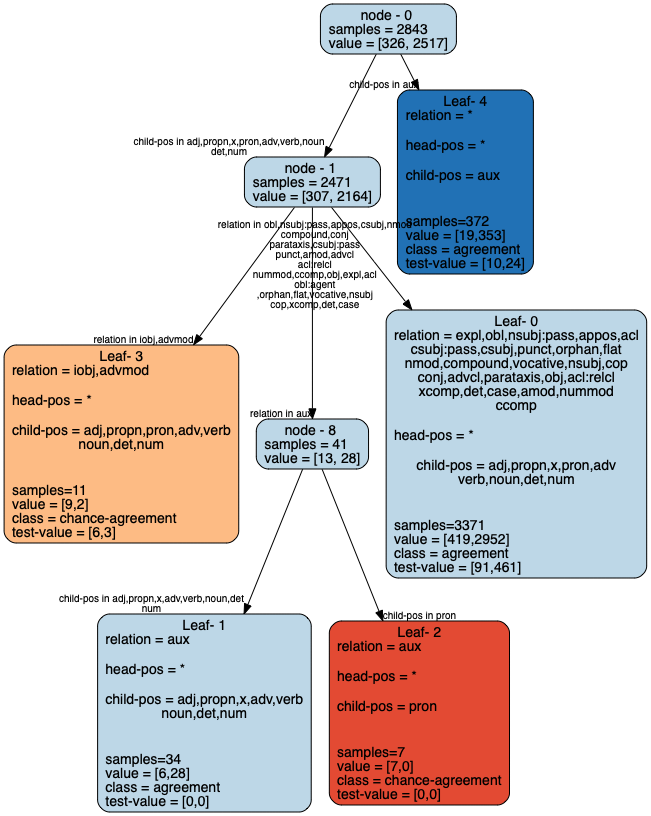 node - 0
samples = 2843
value = [326, 2517]
child-pos in aux
child-pos in adj,propn,x,pron,adv,verb,noun
det,num
Leaf- 4
relation = *
head-pos = *
child-pos = aux
samples=372
value = [19,353]
class = agreement
test-value = [10,24]
node - 1
samples = 2471
value = [307, 2164]
relation in obl,nsubj:pass,appos,csubj,nmod
compound,conj
parataxis,csubj:pass
punct,amod,advcl
acl:relcl
nummod,ccomp,obj,expl,acl
obl:agent
,orphan,flat,vocative,nsubj
cop,xcomp,det,case
relation in iobj,advmod
Leaf- 3
relation = iobj,advmod
head-pos = *
child-pos = adj,propn,pron,adv,verb
noun,det,num
samples=11
value = [9,2]
class = chance-agreement
test-value = [6,3]
relation in aux
node - 8
samples = 41
value = [13, 28]
Leaf- 0
relation = expl,obl,nsubj:pass,appos,acl
csubj:pass,csubj,punct,orphan,flat
nmod,compound,vocative,nsubj,cop
conj,advcl,parataxis,obj,acl:relcl
xcomp,det,case,amod,nummod
ccomp
head-pos = *
child-pos = adj,propn,x,pron,adv
verb,noun,det,num
samples=3371
value = [419,2952]
class = agreement
test-value = [91,461]
child-pos in adj,propn,x,adv,verb,noun,det
num
Leaf- 1
relation = aux
head-pos = *
child-pos = adj,propn,x,adv,verb
noun,det,num
samples=34
value = [6,28]
class = agreement
test-value = [0,0]
child-pos in pron
Leaf- 2
relation = aux
head-pos = *
child-pos = pron
samples=7
value = [7,0]
class = chance-agreement
test-value = [0,0]